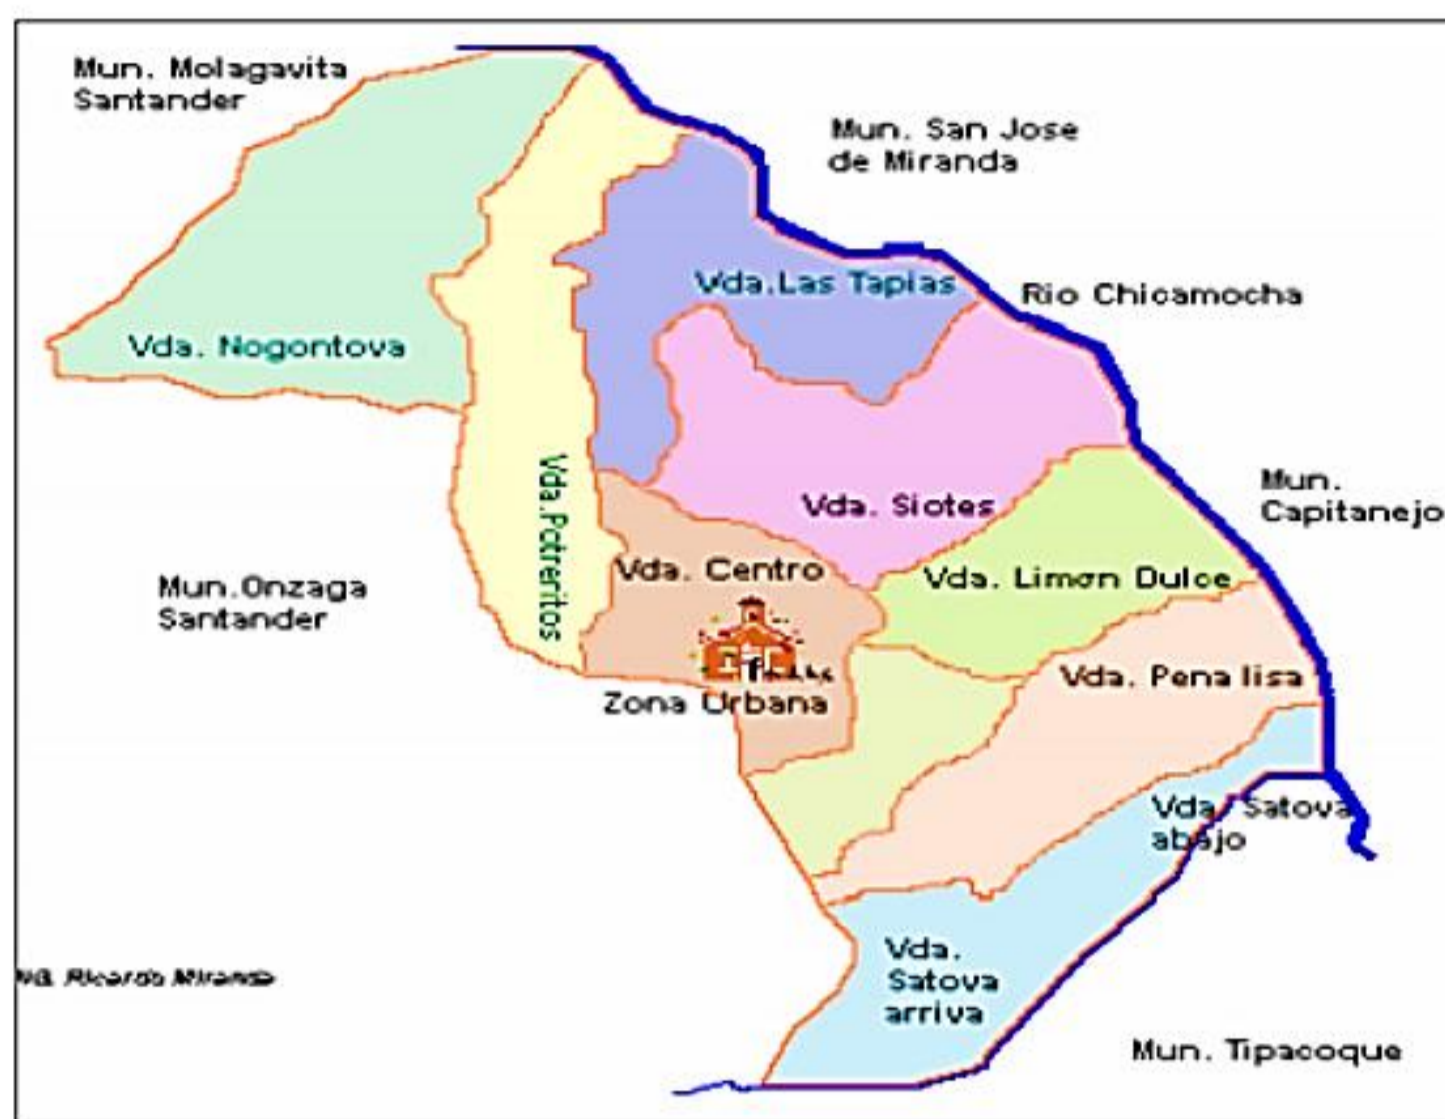 Mun. Molagavita
Santander
Mun. San Jose
de Miranda
Vda.Las Tapias
Rio Chicamocha
Vda. Nogontova
Vda.Potreritos
Vda. Siotes
Mun.
Capitanejo
Vda. Centro
Vda. Limon Dulce
Mun.Onzaga
Santander
Vda. Pena lisa
Zona Urbana
Vda. Satova
abajo
Vda.
Satova
arriva
Ricardo Miranda
Mun. Tipacoque